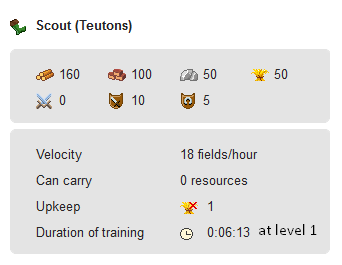 Scout (Teutons)
160 100 50 50
0 10 5
Velocity 18 fields/hour
Can carry 0 resources
Upkeep 1
Duration of training 0:06:13 at level 1